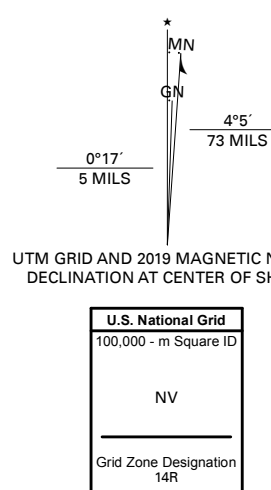 ★
MN
GN
4°5´
73 MILS
0°17´
5 MILS
UTM GRID AND 2019 MAGNETIC N
DECLINATION AT CENTER OF SH
U.S. National Grid
100,000 - m Square ID
NV
Grid Zone Designation
14R